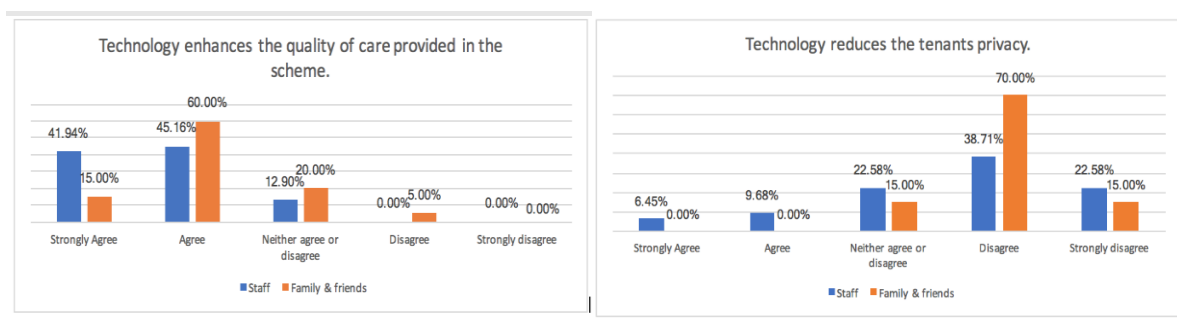 Technology enhances the quality of care provided in the
scheme.
60.00%
41.94%
45.16%
15.00%
12.90%
20.00%
0.00%
5.00%
0.00%
0.00%
Strongly Agree
Agree
Neither agree or
disagree
Disagree
Strongly disagree
Staff
Family & friends
Technology reduces the tenants privacy.
70.00%
38.71%
22.58%
22.58%
15.00%
15.00%
6.45%
0.00%
9.68%
0.00%
Strongly Agree
Agree
Neither agree or
disagree
Disagree
Strongly disagree
Staff
Family & friends